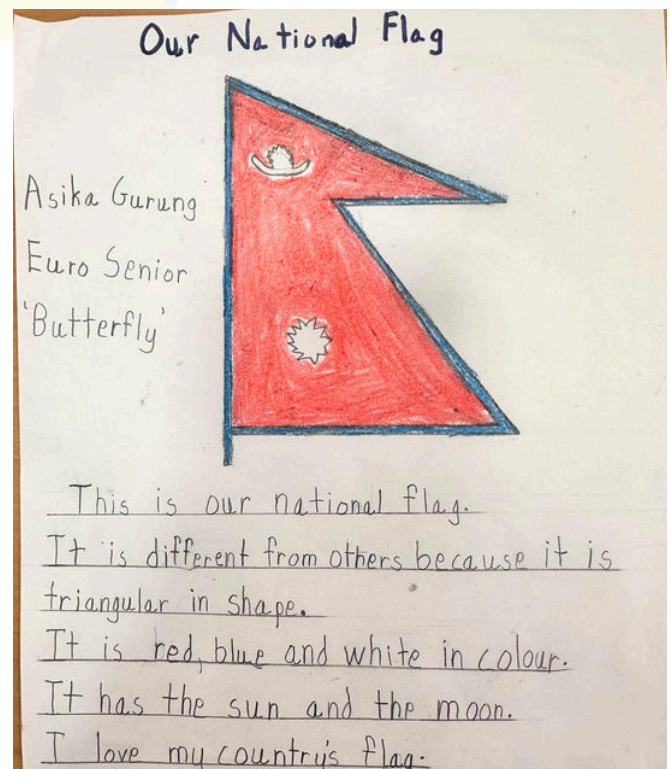 Our National Flag
Asika Gurung
Euro Senior
'Butterfly'
This is our national flag.
It is different from others because it is
triangular in shape.
It is red, blue and white in colour.
It has the sun and the moon.
I love my country's flag.